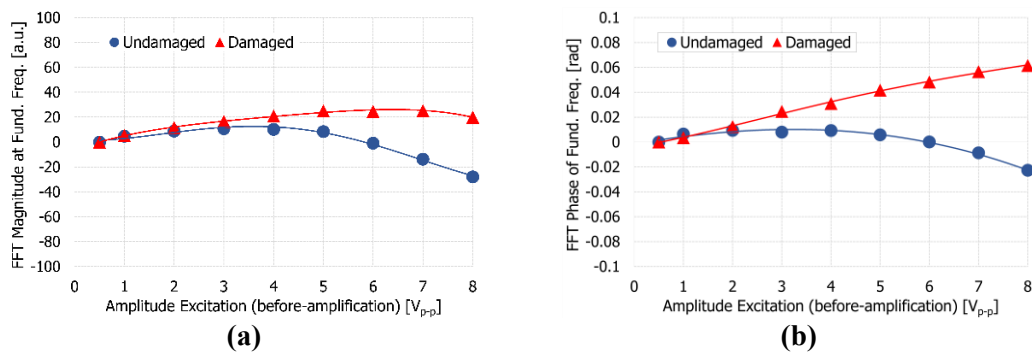 FFT Magnitude at Fund. Freq. [a.u.]
100
80
60
40
20
0
-20
-40
-60
-80
-100
Undamaged Damaged
0 1 2 3 4 5 6 7 8
Amplitude Excitation (before-amplification) [Vp-p]
(a)
FFT Phase of Fund. Freq. [rad]
0.1
0.08
0.06
0.04
0.02
0
-0.02
-0.04
-0.06
-0.08
-0.1
Undamaged Damaged
0 1 2 3 4 5 6 7 8
Amplitude Excitation (before-amplification) [Vp-p]
(b)